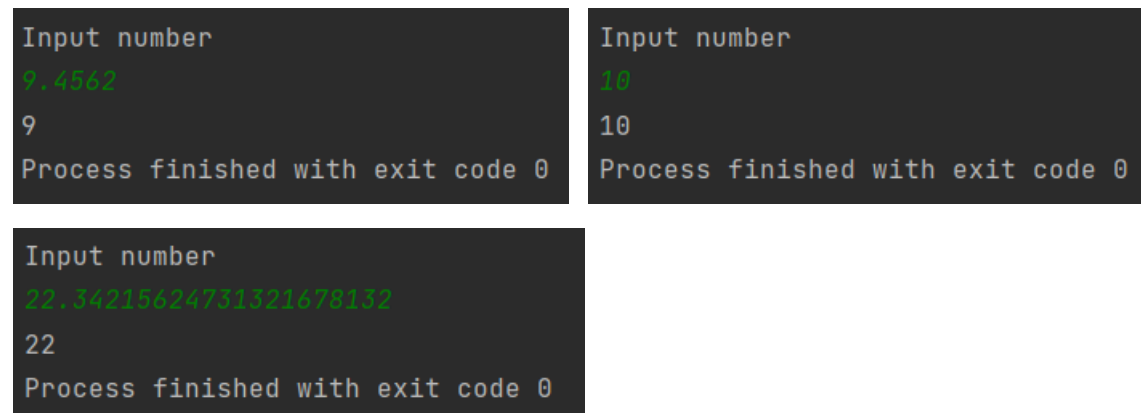 Input number
9.4562
9
Process finished with exit code 0
Input number
10
10
Process finished with exit code 0
Input number
22.34215624731321678132
22
Process finished with exit code 0